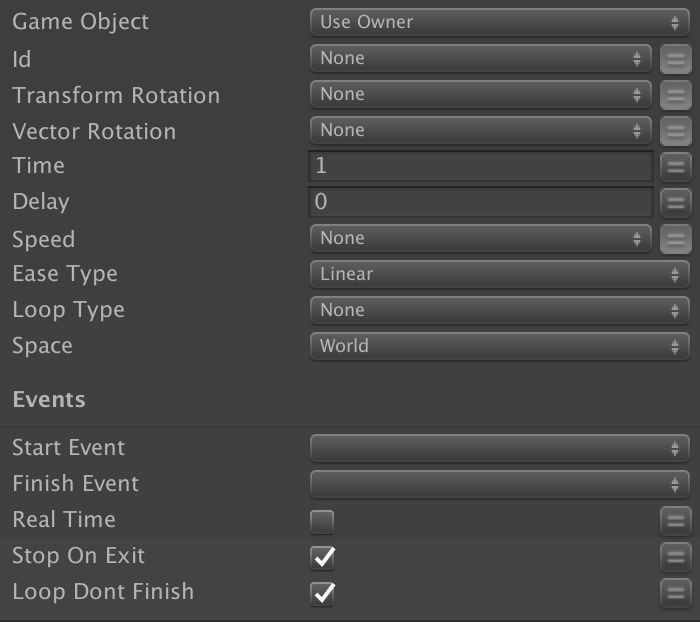 Game Object Use Owner
Id None
Transform Rotation None
Vector Rotation None
Time 1
Delay 0
Speed None
Ease Type Linear
Loop Type None
Space World
Events
Start Event
Finish Event
Real Time
Stop On Exit
Loop Dont Finish